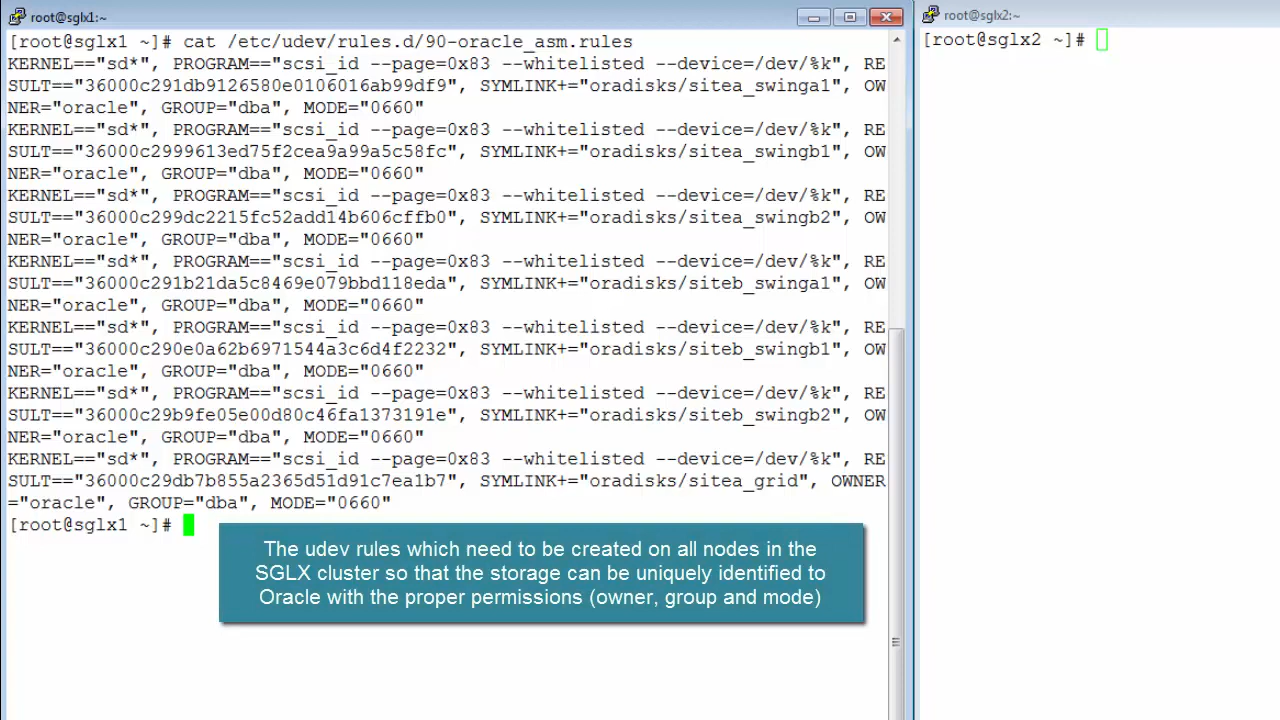 root@sglx1:~
[root@sglx1 ~]# cat /etc/udev/rules.d/90-oracle_asm.rules
KERNEL=="sd*", PROGRAM=="scsi_id --page=0x83 --whitelisted --device=/dev/%k", RE
SULT=="36000c291db9126580e0106016ab99df9", SYMLINK+="oradisks/sitea_swinga1", OW
NER="oracle", GROUP="dba", MODE="0660"
KERNEL=="sd*", PROGRAM=="scsi_id --page=0x83 --whitelisted --device=/dev/%k", RE
SULT=="36000c2999613ed75f2cea9a99a5c58fc", SYMLINK+="oradisks/sitea_swingb1", OW
NER="oracle", GROUP="dba", MODE="0660"
KERNEL=="sd*", PROGRAM=="scsi_id --page=0x83 --whitelisted --device=/dev/%k", RE
SULT=="36000c299dc2215fc52add14b606cffb0", SYMLINK+="oradisks/sitea_swingb2", OW
NER="oracle", GROUP="dba", MODE="0660"
KERNEL=="sd*", PROGRAM=="scsi_id --page=0x83 --whitelisted --device=/dev/%k", RE
SULT=="36000c291b21da5c8469e079bbd118eda", SYMLINK+="oradisks/siteb_swinga1", OW
NER="oracle", GROUP="dba", MODE="0660"
KERNEL=="sd*", PROGRAM=="scsi_id --page=0x83 --whitelisted --device=/dev/%k", RE
SULT=="36000c290e0a62b6971544a3c6d4f2232", SYMLINK+="oradisks/siteb_swingb1", OW
NER="oracle", GROUP="dba", MODE="0660"
KERNEL=="sd*", PROGRAM=="scsi_id --page=0x83 --whitelisted --device=/dev/%k", RE
SULT=="36000c29b9fe05e00d80c46fa1373191e", SYMLINK+="oradisks/siteb_swingb2", OW
NER="oracle", GROUP="dba", MODE="0660"
KERNEL=="sd*", PROGRAM=="scsi_id --page=0x83 --whitelisted --device=/dev/%k", RE
SULT=="36000c29db7b855a2365d51d91c7ea1b7", SYMLINK+="oradisks/sitea_grid", OWNER
="oracle", GROUP="dba", MODE="0660"
[root@sglx1 ~]#
The udev rules which need to be created on all nodes in the
SGLX cluster so that the storage can be uniquely identified to
Oracle with the proper permissions (owner, group and mode)
root@sglx2:~
[root@sglx2 ~]#